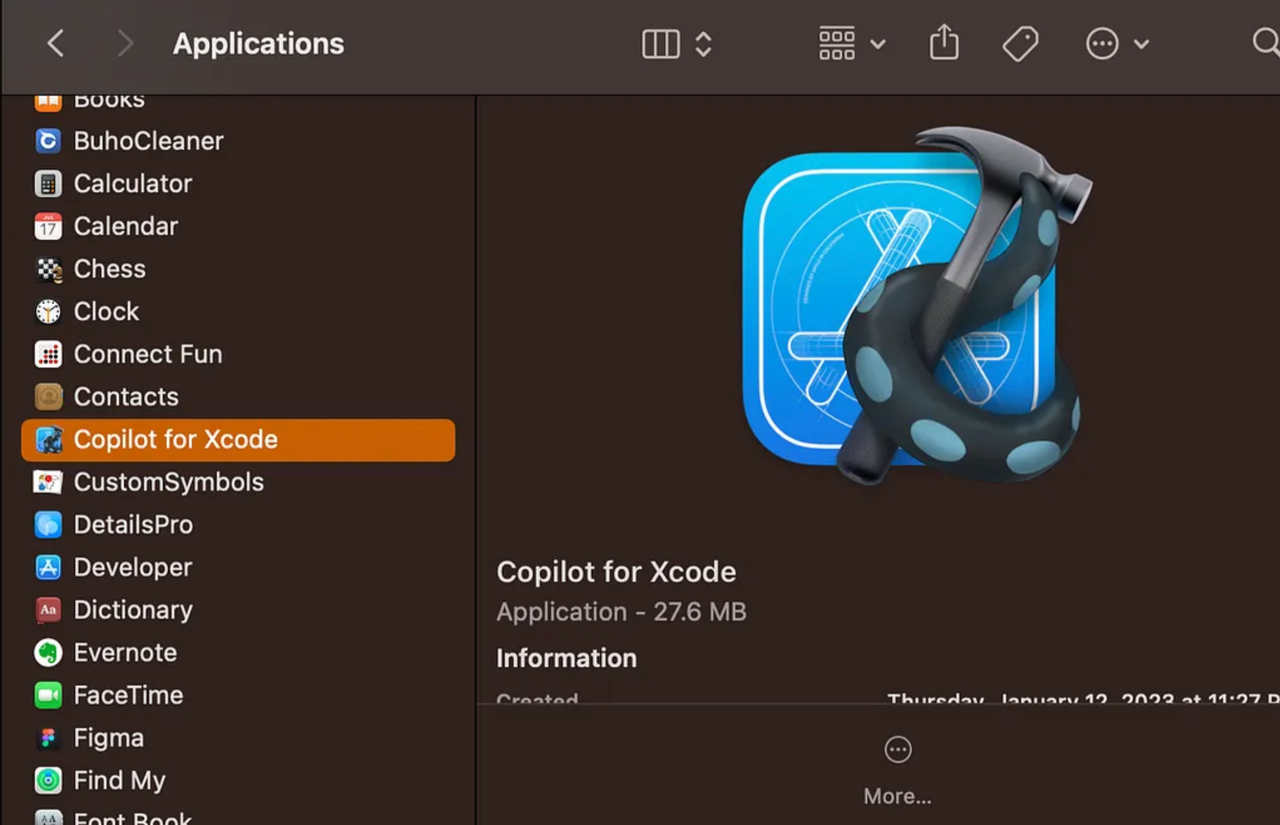 Applications
Books
BuhoCleaner
Calculator
Calendar
Chess
Clock
Connect Fun
Contacts
Copilot for Xcode
CustomSymbols
DetailsPro
Developer
Dictionary
Evernote
FaceTime
Figma
Find My
Font Book
Copilot for Xcode
Application - 27.6 MB
Information
Created
Thursday, January 12, 2023 at 11:27 P
More...